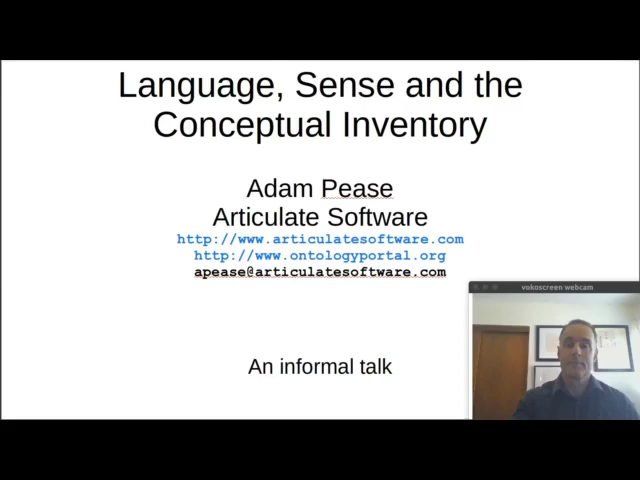 Language, Sense and the
Conceptual Inventory
Adam Pease
Articulate Software
http://www.articulatesoftware.com
http://www.ontologyportal.org
apease@articulatesoftware.com
vokoscreen webcam
An informal talk